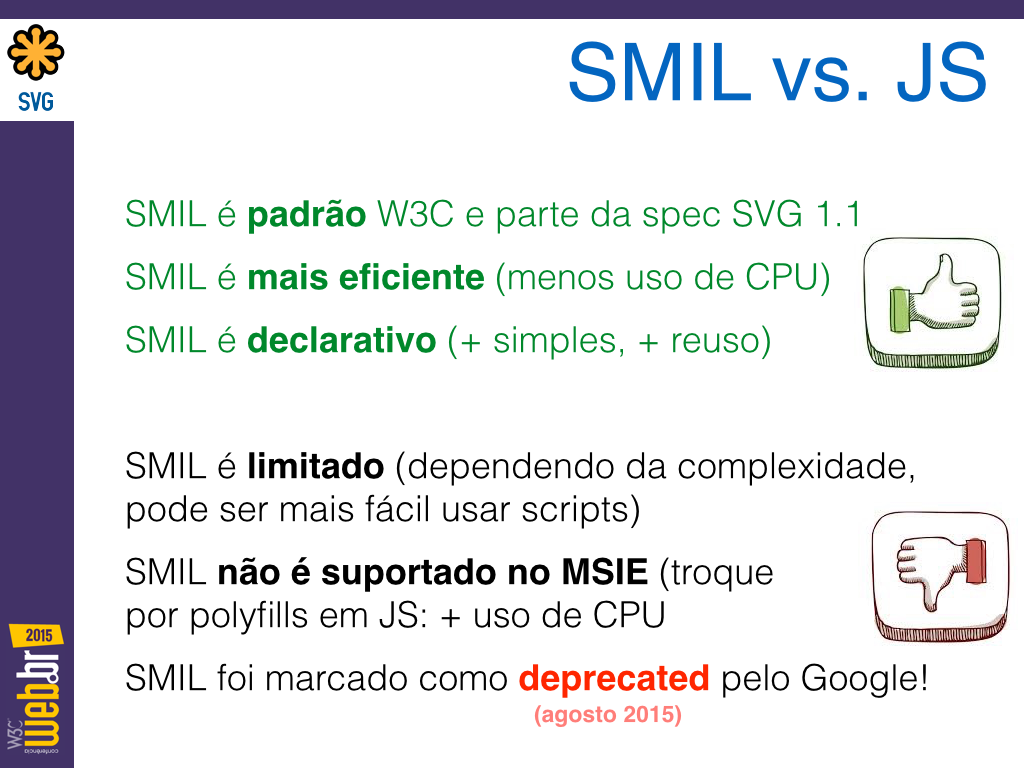 SVG
SMIL vs. JS
SMIL é padrão W3C e parte da spec SVG 1.1
SMIL é mais eficiente (menos uso de CPU)
SMIL é declarativo (+ simples, + reuso)
SMIL é limitado (dependendo da complexidade,
pode ser mais fácil usar scripts)
SMIL não é suportado no MSIE (troque
por polyfills em JS: + uso de CPU
SMIL foi marcado como deprecated pelo Google!
(agosto 2015)
2015
W3C
conferência
web.br